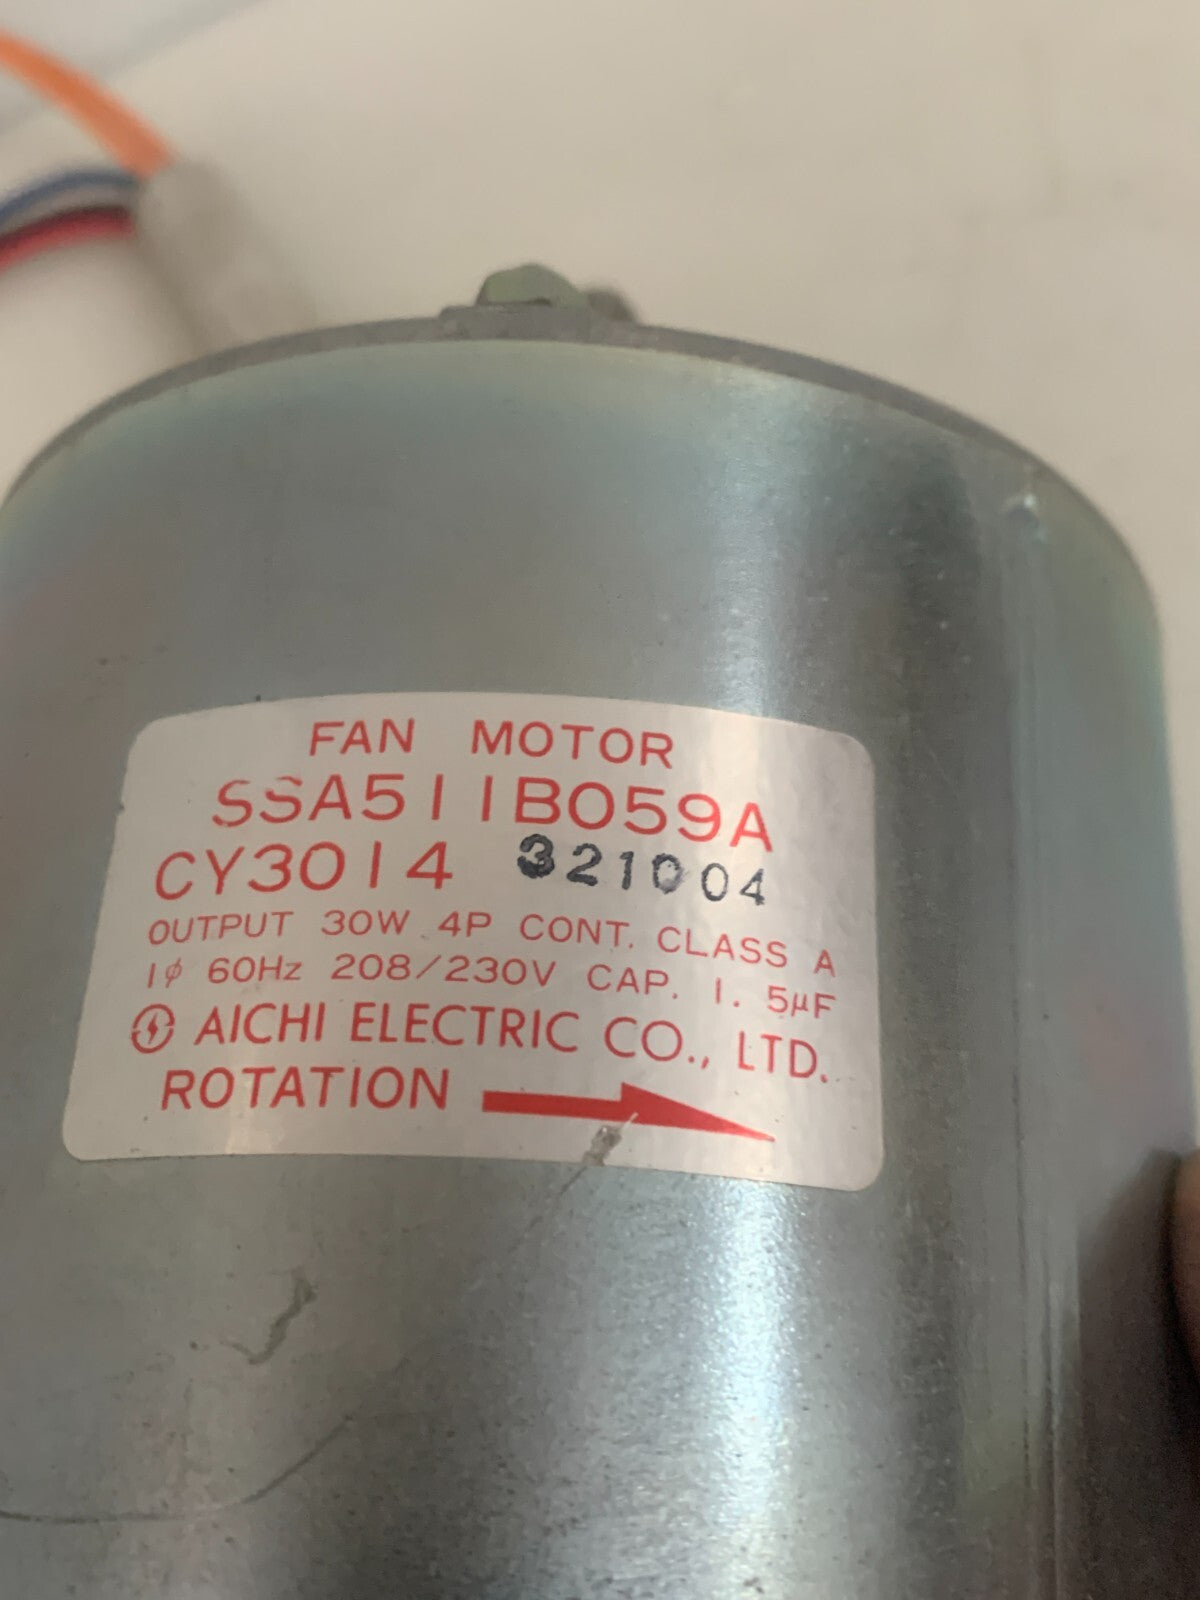 FAN MOTOR
SSA511B059A
CY3014 321004
OUTPUT 30W 4P CONT. CLASS A
1φ 60Hz 208/230V CAP. 1.5μF
AICHI ELECTRIC CO., LTD.
ROTATION